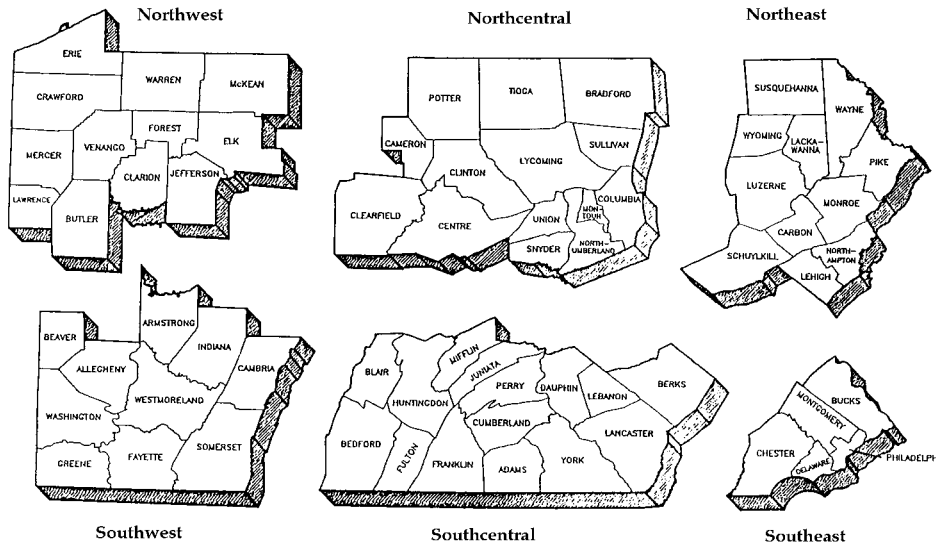 Northwest
Northcentral
Northeast
ERIE
WARREN
McKEAN
CRAWFORD
FOREST
ELK
MERCER
VENANGO
CLARION
JEFFERSON
LAWRENCE
BUTLER
POTTER
TIOGA
BRADFORD
CAMERON
SULLIVAN
LYCOMING
CLINTON
CLEARFIELD
CENTRE
UNION
MON-
TOUR
COLUMBIA
SNYDER
NORTH-
UMBERLAND
SUSQUEHANNA
WAYNE
WYOMING
LACKA-
WANNA
PIKE
LUZERNE
MONROE
CARBON
SCHUYLKILL
NORTH-
AMPTON
LEHIGH
ARMSTRONG
BEAVER
INDIANA
ALLEGHENY
CAMBRIA
WESTMORELAND
WASHINGTON
SOMERSET
GREENE
FAYETTE
MIFFLIN
BLAIR
JUNIATA
PERRY
DAUPHIN
BERKS
HUNTINGDON
LEBANON
CUMBERLAND
LANCASTER
BEDFORD
FULTON
FRANKLIN
ADAMS
YORK
BUCKS
MONTGOMERY
CHESTER
DELAWARE
PHILADELPH
Southwest
Southcentral
Southeast